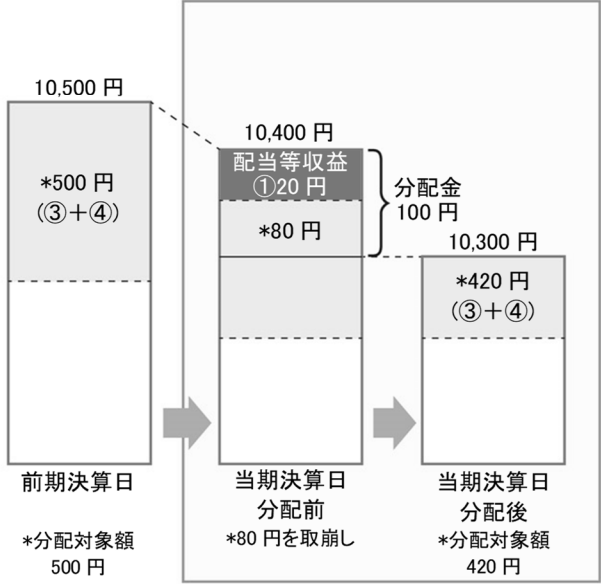 10,500 円
*500 円
(③+④)
前期決算日
*分配対象額
500 円
10,400 円
配当等収益
①20 円
*80 円
分配金
100 円
当期決算日
分配前
*80 円を取崩し
10,300 円
*420 円
(③+④)
当期決算日
分配後
*分配対象額
420 円